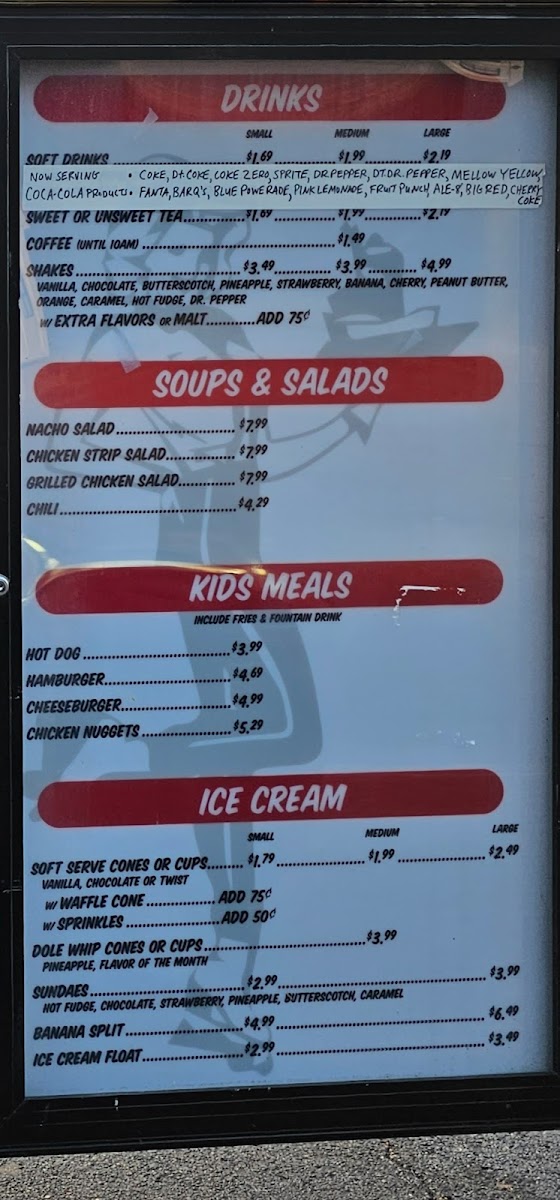 DRINKS
SMALL MEDIUM LARGE
SOFT DRINKS $1.69 $1.99 $2.19
NOW SERVING • COKE, Dt. COKE, COKE ZERO, SPRITE, DR.PEPPER, DT.DR. PEPPER, MELLOW YELLOW,
COCA-COLA PRODUCTS • FANTA, BARQ'S, BLUE POWERADE, PINK LEMONADE, FRUIT PUNCH, ALE-8, BIG RED, CHERRY
COKE
SWEET OR UNSWEET TEA $1.69 $1.99 $2.19
COFFEE (UNTIL 10AM) $1.49
SHAKES $3.49 $3.99 $4.99
VANILLA, CHOCOLATE, BUTTERSCOTCH, PINEAPPLE, STRAWBERRY, BANANA, CHERRY, PEANUT BUTTER,
ORANGE, CARAMEL, HOT FUDGE, DR. PEPPER
W/ EXTRA FLAVORS OR MALT ADD 75¢
SOUPS & SALADS
NACHO SALAD $7.99
CHICKEN STRIP SALAD $7.99
GRILLED CHICKEN SALAD $7.99
CHILI $4.29
KIDS MEALS
INCLUDE FRIES & FOUNTAIN DRINK
HOT DOG $3.99
HAMBURGER $4.69
CHEESEBURGER $4.99
CHICKEN NUGGETS $5.29
ICE CREAM
SMALL MEDIUM LARGE
SOFT SERVE CONES OR CUPS $1.79 $1.99 $2.49
VANILLA, CHOCOLATE OR TWIST
W/ WAFFLE CONE ADD 75¢
W/ SPRINKLES ADD 50¢
DOLE WHIP CONES OR CUPS $3.99
PINEAPPLE, FLAVOR OF THE MONTH
SUNDAES $2.99 $3.99
HOT FUDGE, CHOCOLATE, STRAWBERRY, PINEAPPLE, BUTTERSCOTCH, CARAMEL
BANANA SPLIT $4.99 $6.49
ICE CREAM FLOAT $2.99 $3.49